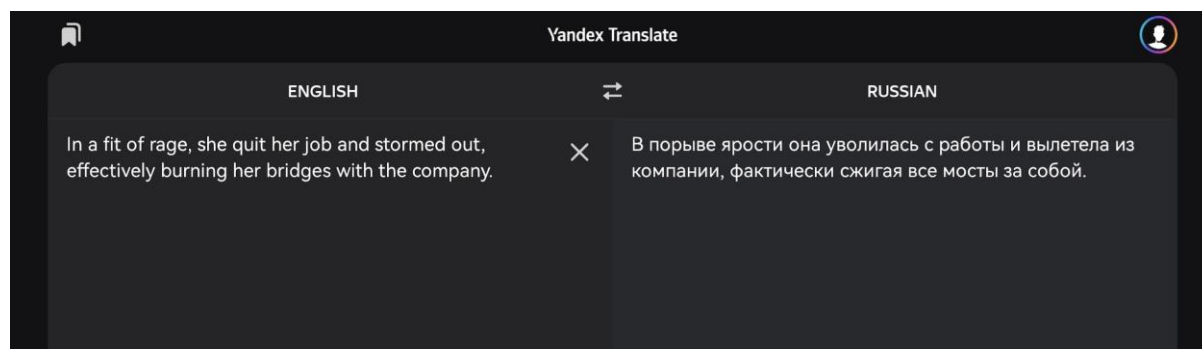 Yandex Translate
ENGLISH
RUSSIAN
In a fit of rage, she quit her job and stormed out,
effectively burning her bridges with the company.
В порыве ярости она уволилась с работы и вылетела из
компании, фактически сжигая все мосты за собой.